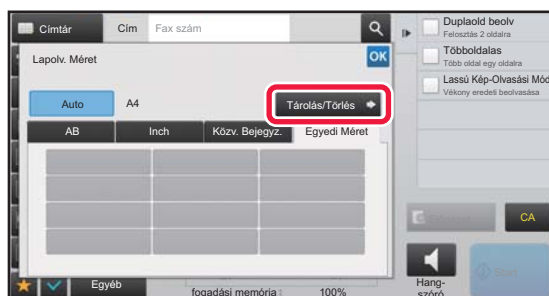 Címtár
Cím
Fax szám
Lapolv. Méret
OK
Auto
A4
Tárolás/Törlés
AB
Inch
Közv. Bejegyz.
Egyedi Méret
Egyéb
fogadási memória:
100%
Duplaold beolv
Felosztás 2 oldalra
Többoldalas
Több oldal egy oldalra
Lassú Kép-Olvasási Mód
Vékony eredeti beolvasása
CA
Start
Hang-
szóró